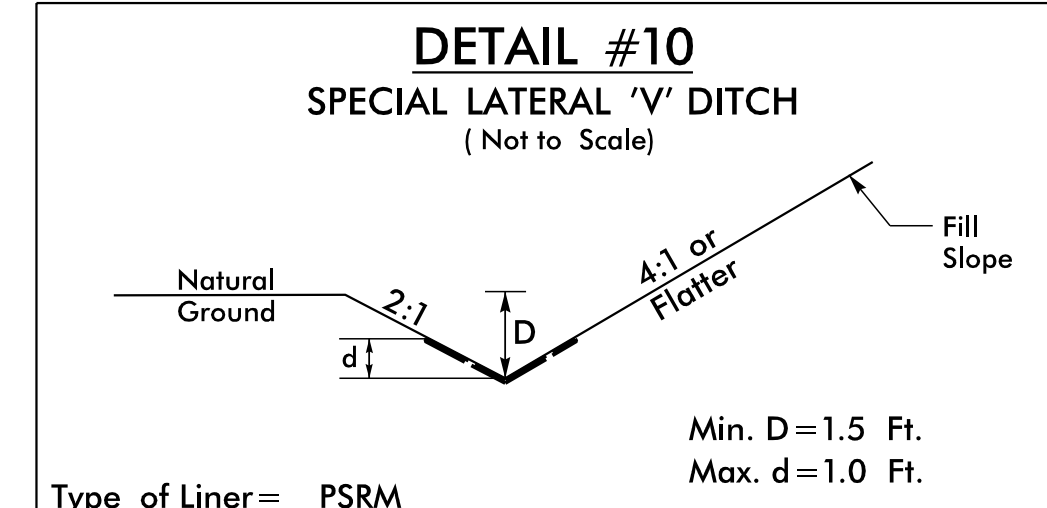 DETAIL #10
SPECIAL LATERAL 'V' DITCH
( Not to Scale)
Natural
Ground
2:1
d
D
4:1 or
Flatter
Fill
Slope
Min. D=1.5 Ft.
Max. d=1.0 Ft.
Type of Liner= PSRM